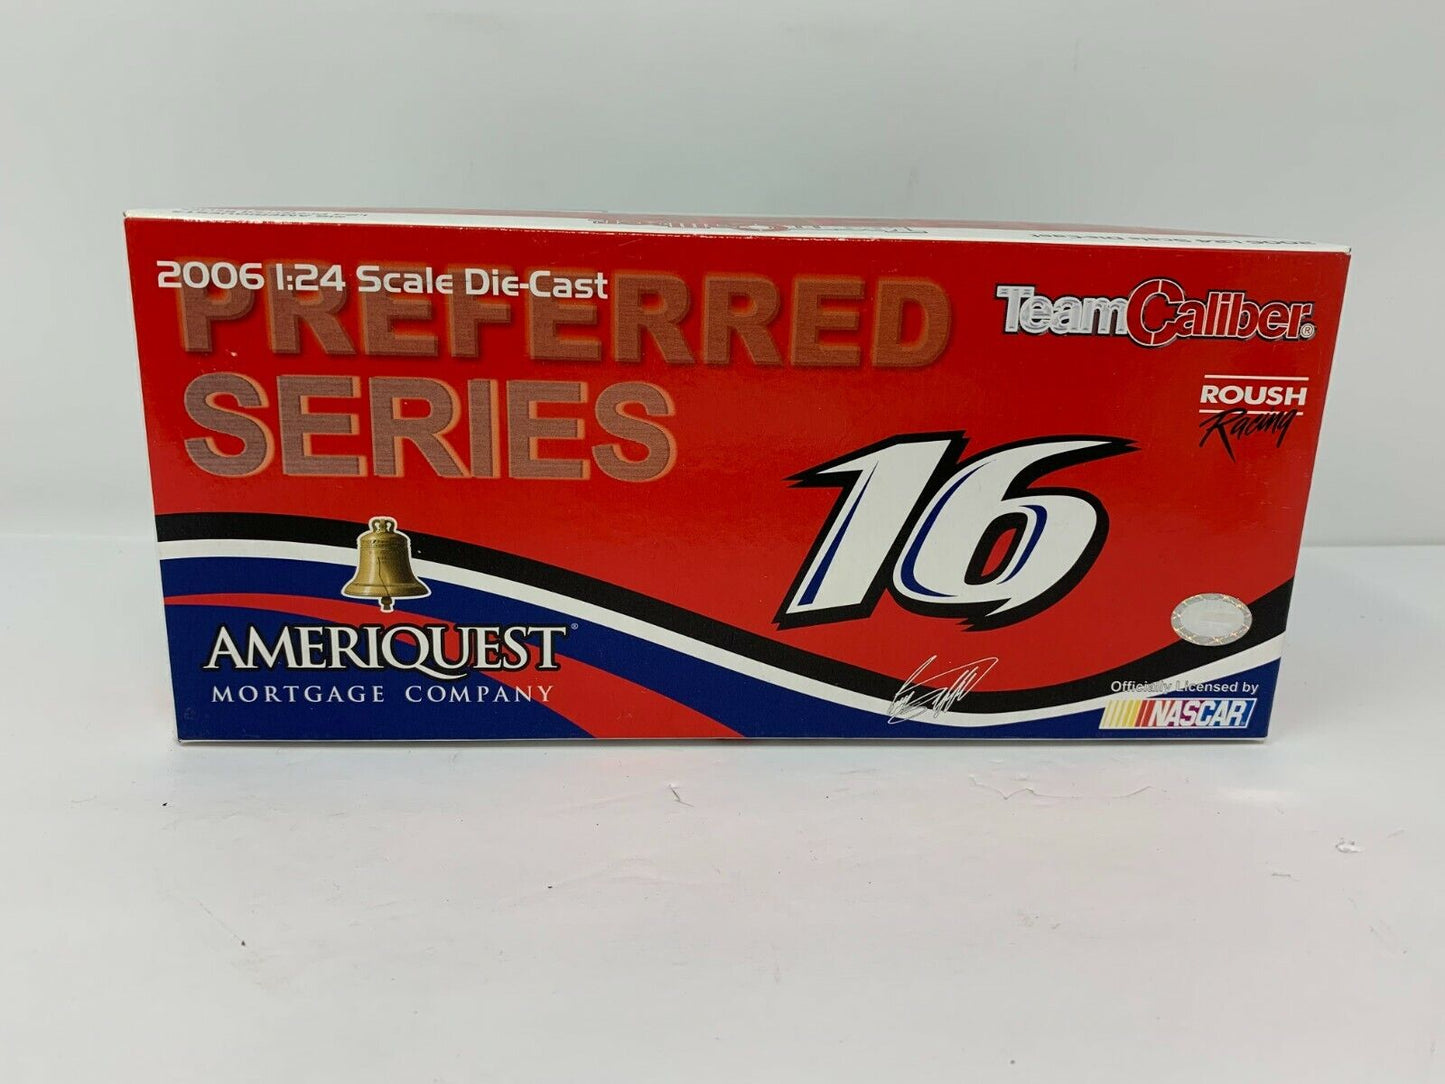 2006 1:24 Scale Die-Cast
PREFERRED
SERIES
TeamCaliber®
ROUSH
Racing
16
AMERIQUEST®
MORTGAGE COMPANY
Officially Licensed by
NASCAR